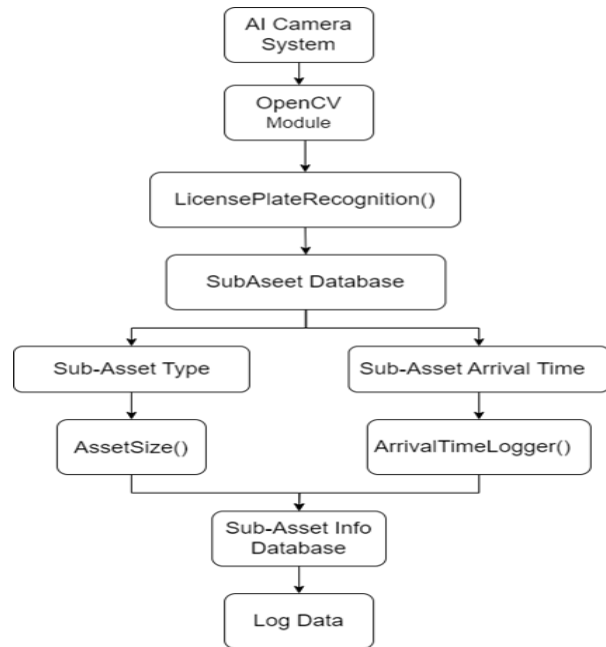 AI Camera
System
OpenCV
Module
LicensePlateRecognition()
SubAseet Database
Sub-Asset Type
Sub-Asset Arrival Time
AssetSize()
ArrivalTimeLogger()
Sub-Asset Info
Database
Log Data